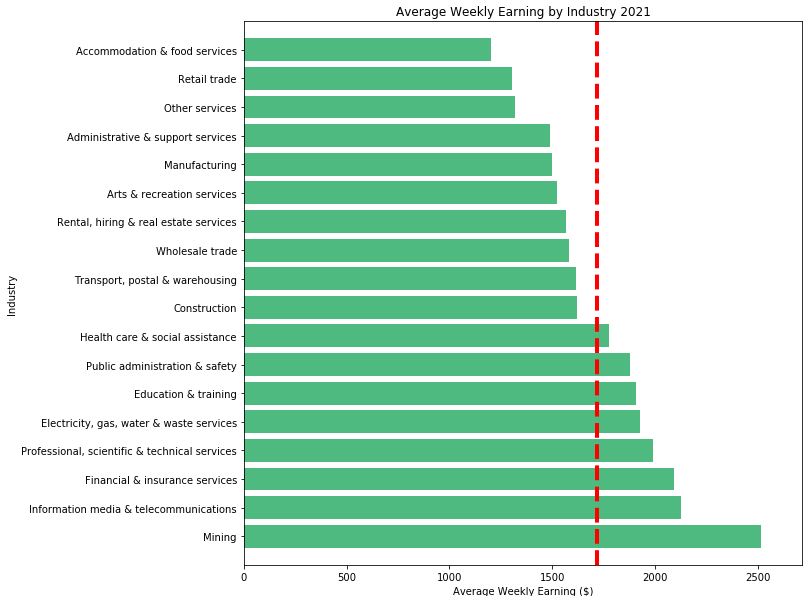 Average Weekly Earning by Industry 2021
Accommodation & food services
Retail trade
Other services
Administrative & support services
Manufacturing
Arts & recreation services
Rental, hiring & real estate services
Wholesale trade
Transport, postal & warehousing
Construction
Health care & social assistance
Public administration & safety
Education & training
Electricity, gas, water & waste services
Professional, scientific & technical services
Financial & insurance services
Information media & telecommunications
Mining
Industry
0 500 1000 1500 2000 2500
Average Weekly Earning ($)